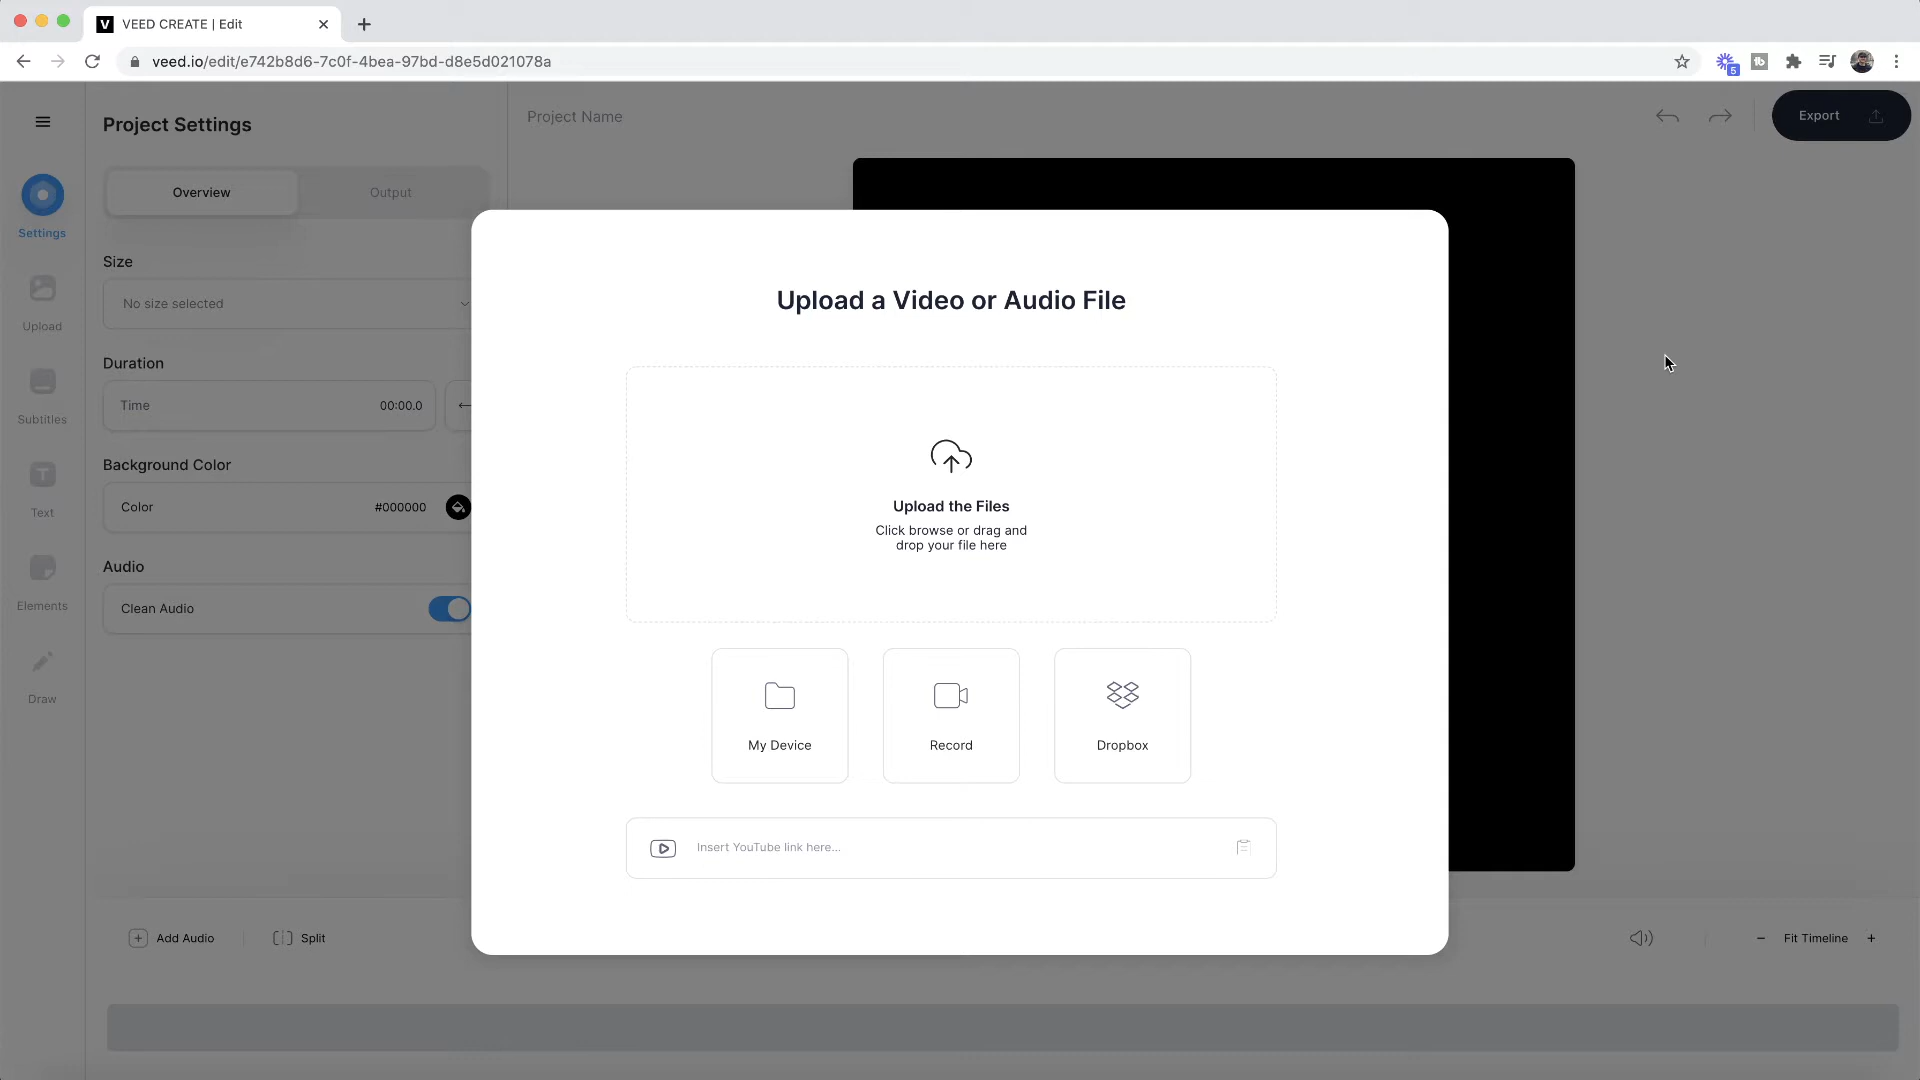 VEED CREATE | Edit
veed.io/edit/e742b8d6-7c0f-4bea-97bd-d8e5d021078a
5
Project Settings
Project Name
Export
Overview
Output
Settings
Size
No size selected
Upload
Duration
Time 00:00.0
Subtitles
Background Color
Color #000000
Text
Audio
Clean Audio
Elements
Draw
Upload a Video or Audio File
Upload the Files
Click browse or drag and
drop your file here
My Device
Record
Dropbox
Insert YouTube link here...
Add Audio
Split
Fit Timeline